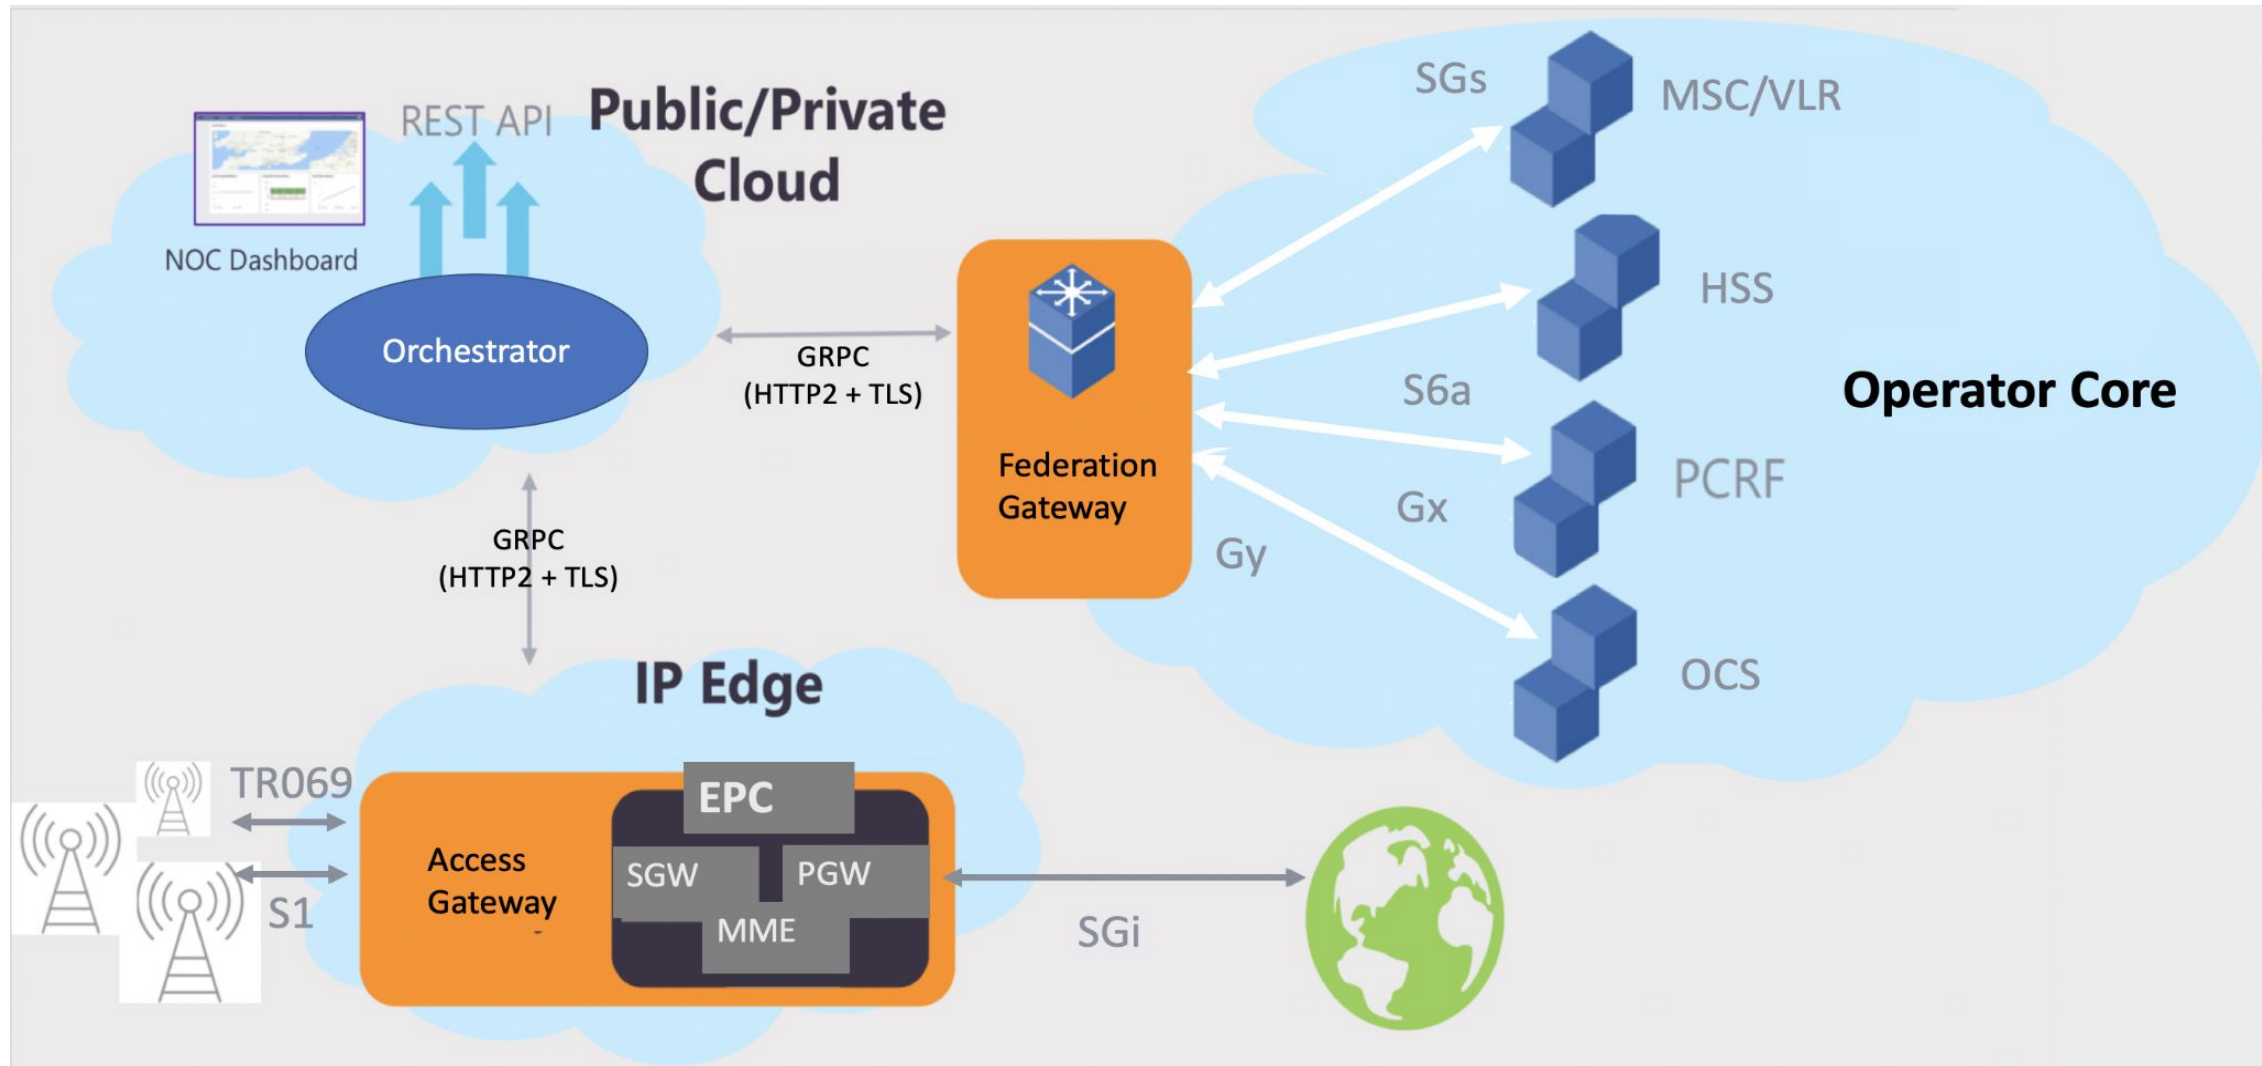 REST API
Public/Private
Cloud
NOC Dashboard
Orchestrator
GRPC
(HTTP2 + TLS)
GRPC
(HTTP2 + TLS)
Federation
Gateway
SGs
MSC/VLR
HSS
S6a
Operator Core
PCRF
Gx
Gy
OCS
IP Edge
TR069
S1
Access
Gateway
EPC
SGW
PGW
MME
SGi